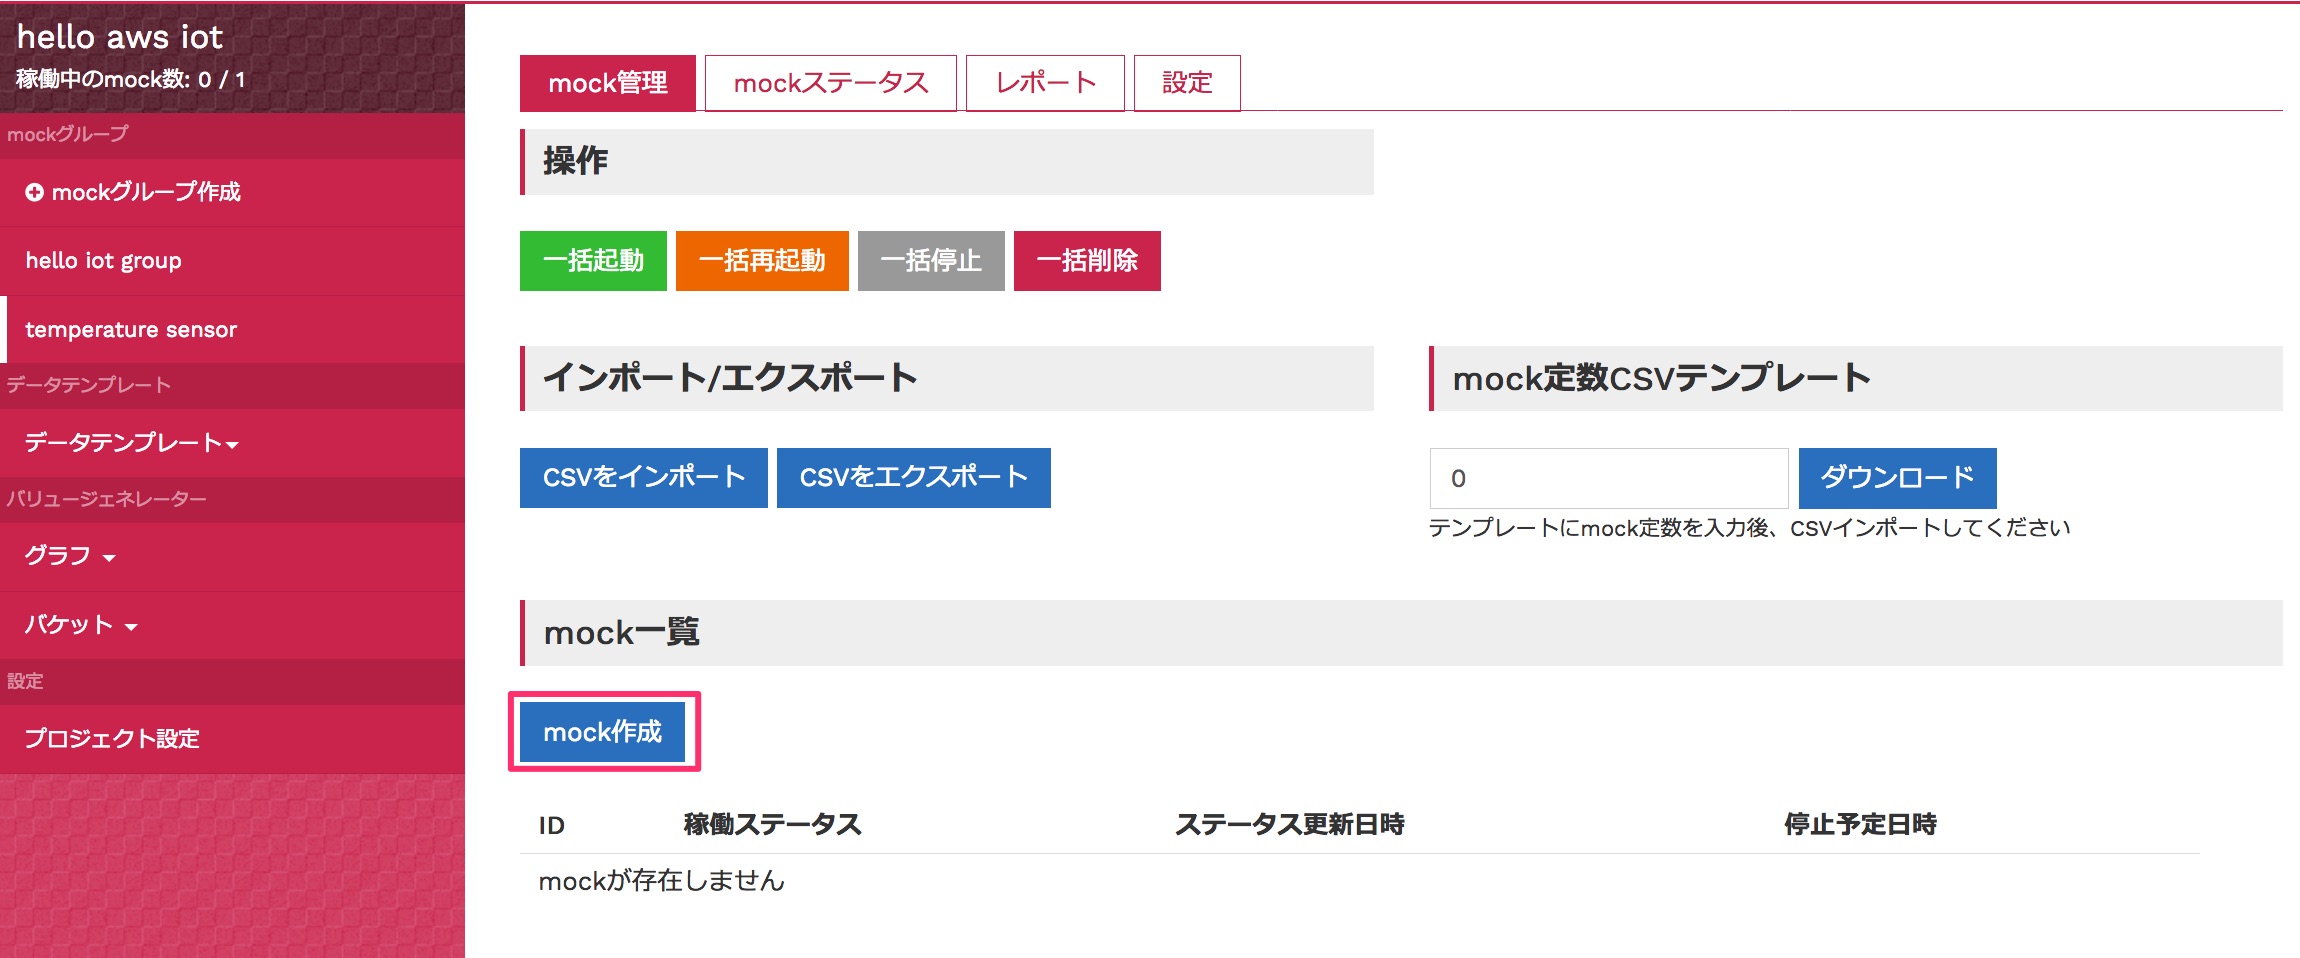 hello aws iot
稼働中のmock数: 0 / 1
mockグループ
mockグループ作成
hello iot group
temperature sensor
データテンプレート
データテンプレート
バリュージェネレーター
グラフ
バケット
設定
プロジェクト設定
mock管理
mockステータス
レポート
設定
操作
一括起動
一括再起動
一括停止
一括削除
インポート/エクスポート
CSVをインポート
CSVをエクスポート
mock定数CSVテンプレート
0
ダウンロード
テンプレートにmock定数を入力後、CSVインポートしてください
mock一覧
mock作成
ID 稼働ステータス ステータス更新日時 停止予定日時
mockが存在しません